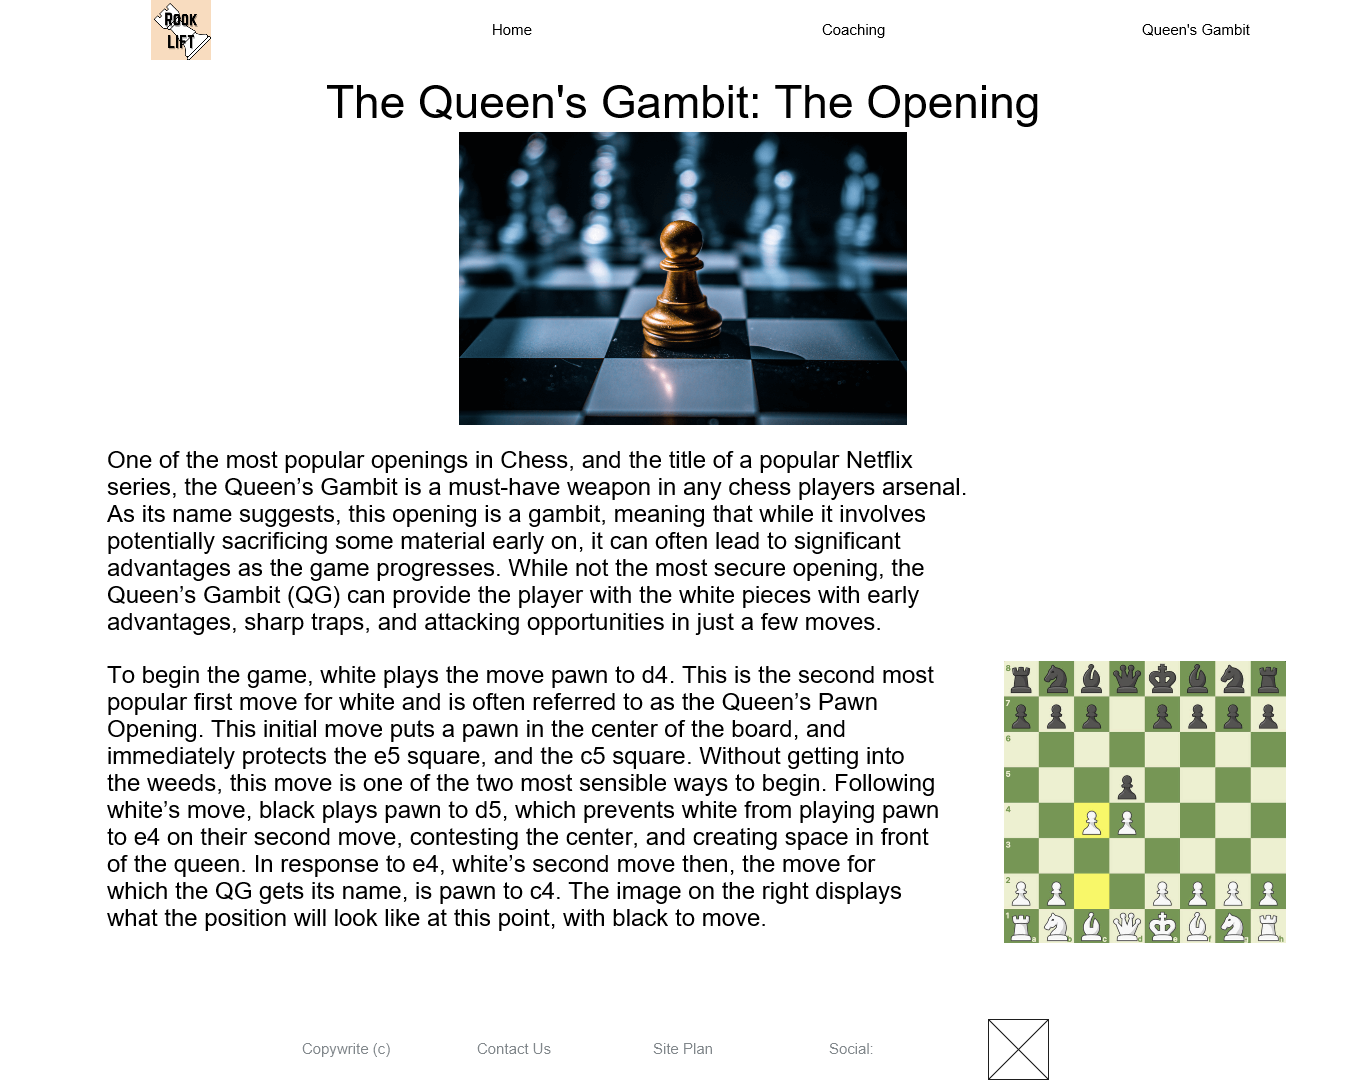 ROOK
LIFT
Home
Coaching
Queen's Gambit
The Queen's Gambit: The Opening
One of the most popular openings in Chess, and the title of a popular Netflix
series, the Queen’s Gambit is a must-have weapon in any chess players arsenal.
As its name suggests, this opening is a gambit, meaning that while it involves
potentially sacrificing some material early on, it can often lead to significant
advantages as the game progresses. While not the most secure opening, the
Queen’s Gambit (QG) can provide the player with the white pieces with early
advantages, sharp traps, and attacking opportunities in just a few moves.
To begin the game, white plays the move pawn to d4. This is the second most
popular first move for white and is often referred to as the Queen’s Pawn
Opening. This initial move puts a pawn in the center of the board, and
immediately protects the e5 square, and the c5 square. Without getting into
the weeds, this move is one of the two most sensible ways to begin. Following
white’s move, black plays pawn to d5, which prevents white from playing pawn
to e4 on their second move, contesting the center, and creating space in front
of the queen. In response to e4, white’s second move then, the move for
which the QG gets its name, is pawn to c4. The image on the right displays
what the position will look like at this point, with black to move.
8
7
6
5
4
3
2
1
a b c d e f g h
Copywrite (c)
Contact Us
Site Plan
Social: